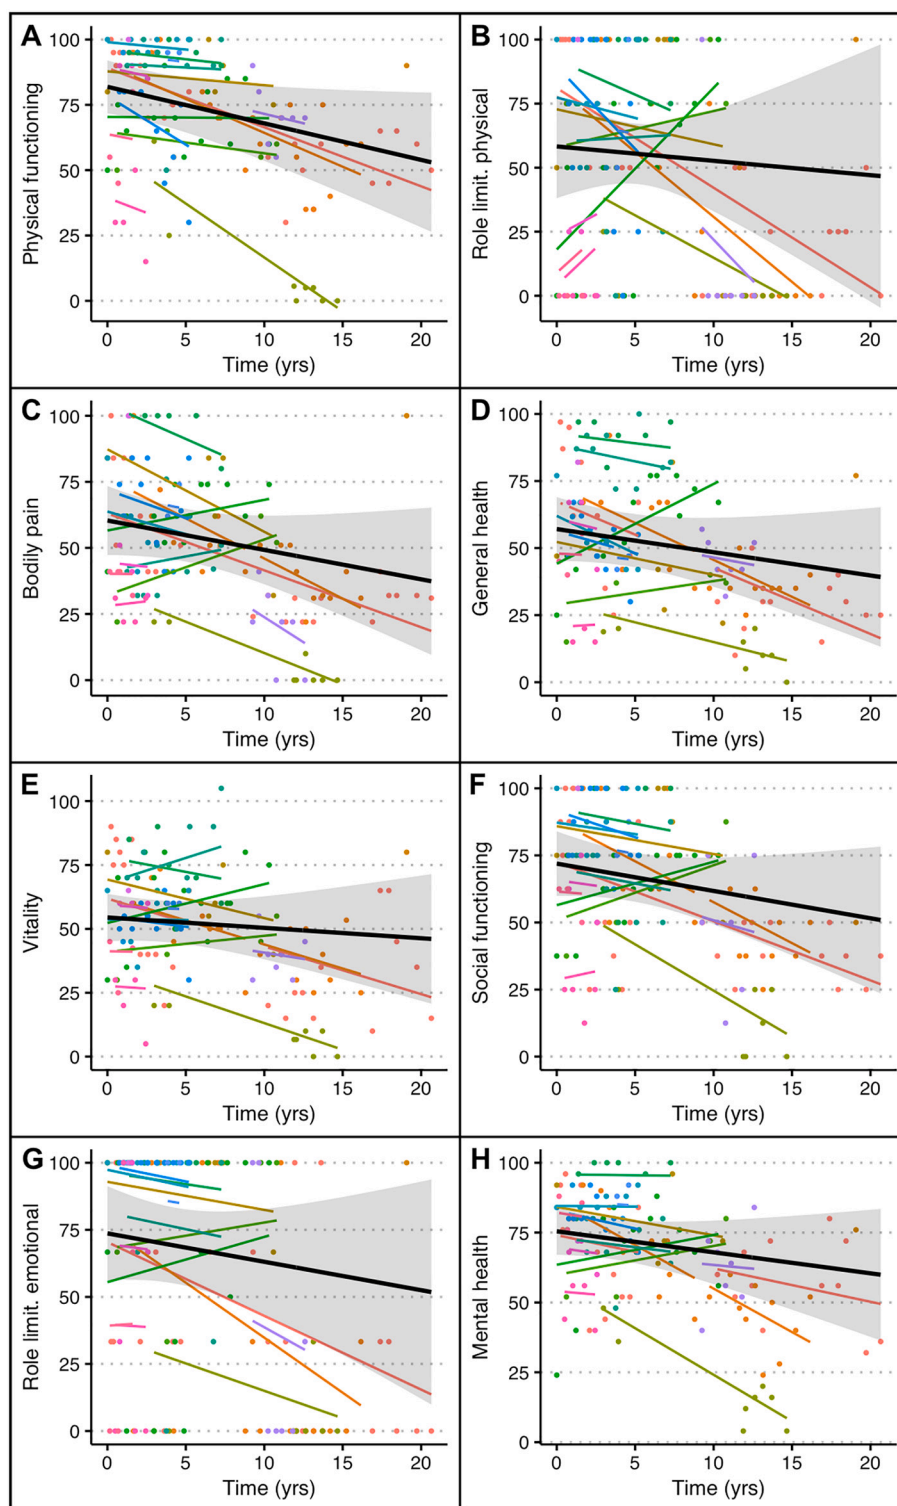 A
B
100
75
50
25
0
Physical functioning
0 5 10 15 20
Time (yrs)
100
75
50
25
0
Role limit. physical
0 5 10 15 20
Time (yrs)
C
D
100
75
50
25
0
Bodily pain
0 5 10 15 20
Time (yrs)
100
75
50
25
0
General health
0 5 10 15 20
Time (yrs)
E
F
100
75
50
25
0
Vitality
0 5 10 15 20
Time (yrs)
100
75
50
25
0
Social functioning
0 5 10 15 20
Time (yrs)
G
H
100
75
50
25
0
Role limit. emotional
0 5 10 15 20
Time (yrs)
100
75
50
25
0
Mental health
0 5 10 15 20
Time (yrs)